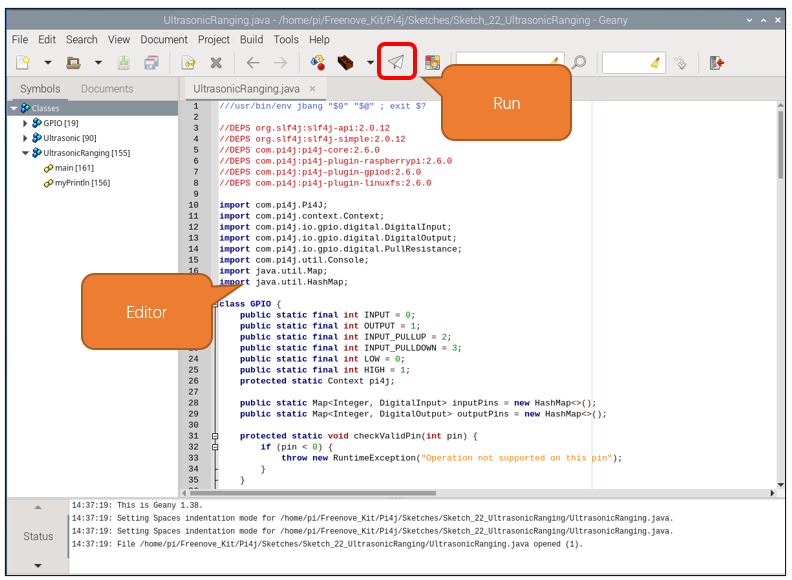 UltrasonicRanging.java - /home/pi/Freenove_Kit/Pi4j/Sketches/Sketch_22_UltrasonicRanging - Geany
File Edit Search View Document Project Build Tools Help
Run
Symbols Documents
UltrasonicRanging.java ×
Classes
GPIO [19]
Ultrasonic [90]
UltrasonicRanging [155]
main [161]
myPrintln [156]
1 ///usr/bin/env jbang "$0" "$@" ; exit $?
2
3 //DEPS org.slf4j:slf4j-api:2.0.12
4 //DEPS org.slf4j:slf4j-simple:2.0.12
5 //DEPS com.pi4j:pi4j-core:2.6.0
6 //DEPS com.pi4j:pi4j-plugin-raspberrypi:2.6.0
7 //DEPS com.pi4j:pi4j-plugin-gpiod:2.6.0
8 //DEPS com.pi4j:pi4j-plugin-linuxfs:2.6.0
9
10 import com.pi4j.Pi4J;
11 import com.pi4j.context.Context;
12 import com.pi4j.io.gpio.digital.DigitalInput;
13 import com.pi4j.io.gpio.digital.DigitalOutput;
14 import com.pi4j.io.gpio.digital.PullResistance;
15 import com.pi4j.util.Console;
16 import java.util.Map;
import java.util.HashMap;
Editor
class GPIO {
public static final int INPUT = 0;
public static final int OUTPUT = 1;
public static final int INPUT_PULLUP = 2;
public static final int INPUT_PULLDOWN = 3;
24 public static final int LOW = 0;
25 public static final int HIGH = 1;
26 protected static Context pi4j;
27
28 public static Map<Integer, DigitalInput> inputPins = new HashMap<>();
29 public static Map<Integer, DigitalOutput> outputPins = new HashMap<>();
30
31 protected static void checkValidPin(int pin) {
32 if (pin < 0) {
33 throw new RuntimeException("Operation not supported on this pin");
34 }
35 }
Status
14:37:19: This is Geany 1.38.
14:37:19: Setting Spaces indentation mode for /home/pi/Freenove_Kit/Pi4j/Sketches/Sketch_22_UltrasonicRanging/UltrasonicRanging.java.
14:37:19: Setting Spaces indentation mode for /home/pi/Freenove_Kit/Pi4j/Sketches/Sketch_22_UltrasonicRanging/UltrasonicRanging.java.
14:37:19: File /home/pi/Freenove_Kit/Pi4j/Sketches/Sketch_22_UltrasonicRanging/UltrasonicRanging.java opened (1).